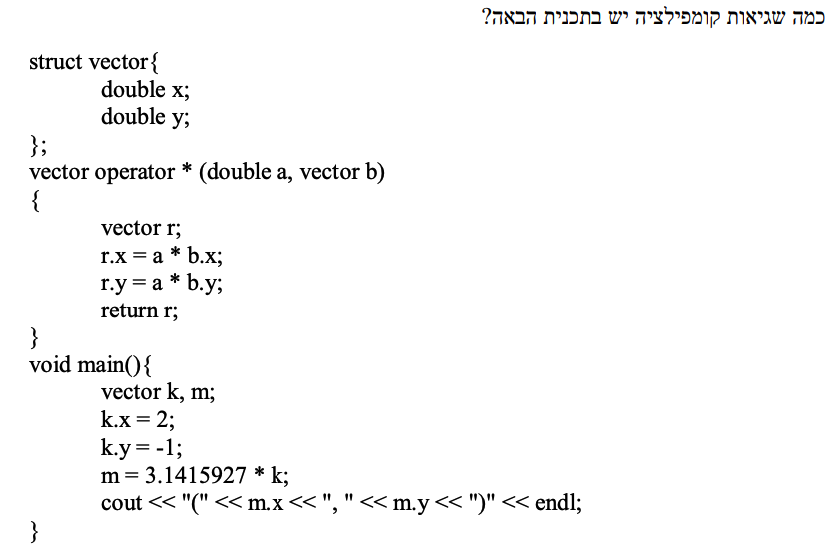 כמה שגיאות קומפילציה יש בתכנית הבאה?
struct vector{
double x;
double y;
};
vector operator * (double a, vector b)
{
vector r;
r.x = a * b.x;
r.y = a * b.y;
return r;
}
void main(){
vector k, m;
k.x = 2;
k.y = -1;
m = 3.1415927 * k;
cout << "(" << m.x << ", " << m.y << ")" << endl;
}